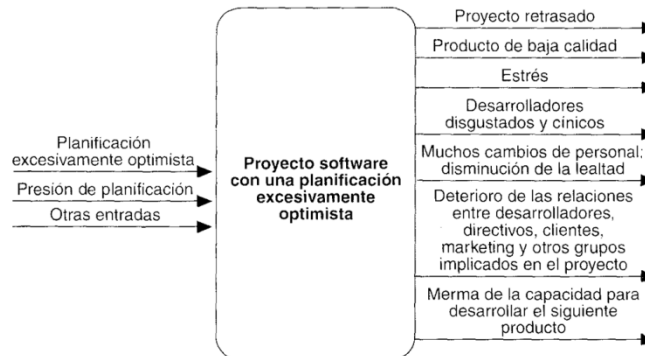 Planificación
excesivamente optimista
Presión de planificación
Otras entradas
Proyecto software
con una planificación
excesivamente
optimista
Proyecto retrasado
Producto de baja calidad
Estrés
Desarrolladores
disgustados y cínicos
Muchos cambios de personal;
disminución de la lealtad
Deterioro de las relaciones
entre desarrolladores,
directivos, clientes,
marketing y otros grupos
implicados en el proyecto
Merma de la capacidad para
desarrollar el siguiente
producto